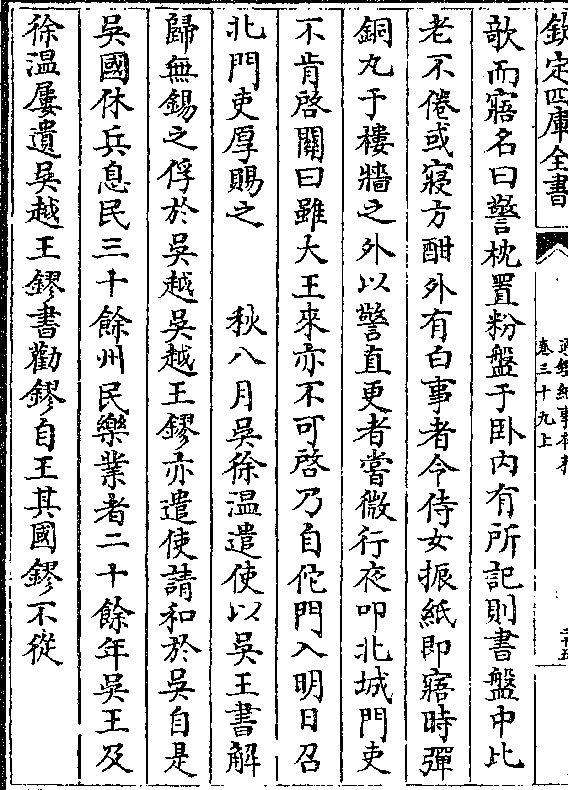 欽定四庫全書
卷三十九上
欹而寤名曰警枕置粉盤于卧内有所記則書盤中比
老不倦或寢方酣外有白事者令侍女振紙即寤時彈
銅丸于樓牆之外以警直更者嘗微行夜叩北城門吏
不肯啓關曰雖大王來亦不可啓乃自佗門入明日召
北門吏厚賜之　　秋八月吳徐温遣使以吳王書解
歸無錫之俘於吳越吳越王鏐亦遣使請和於吳自是
吳國休兵息民三十餘州民樂業者二十餘年吳王及
徐温屢遺吳越王鏐書勸鏐自王其國鏐不從